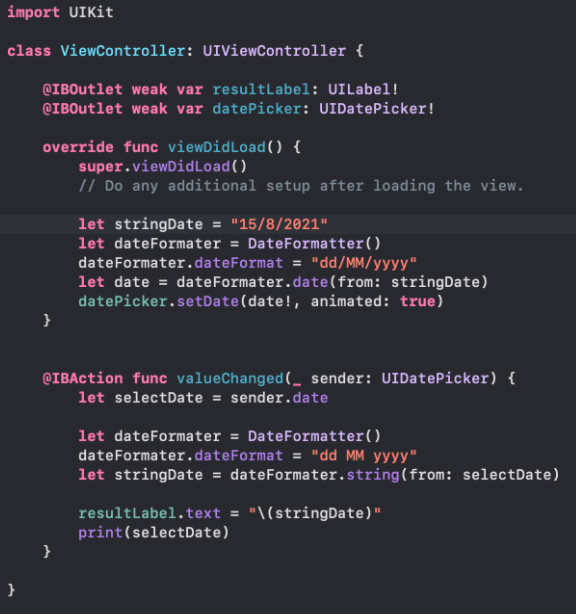 import UIKit
class ViewController: UIViewController {
@IBOutlet weak var resultLabel: UILabel!
@IBOutlet weak var datePicker: UIDatePicker!
override func viewDidLoad() {
super.viewDidLoad()
// Do any additional setup after loading the view.
let stringDate = "15/8/2021"
let dateFormater = DateFormatter()
dateFormater.dateFormat = "dd/MM/yyyy"
let date = dateFormater.date(from: stringDate)
datePicker.setDate(date!, animated: true)
}
@IBAction func valueChanged(_ sender: UIDatePicker) {
let selectDate = sender.date
let dateFormater = DateFormatter()
dateFormater.dateFormat = "dd MM yyyy"
let stringDate = dateFormater.string(from: selectDate)
resultLabel.text = "\(stringDate)"
print(selectDate)
}
}